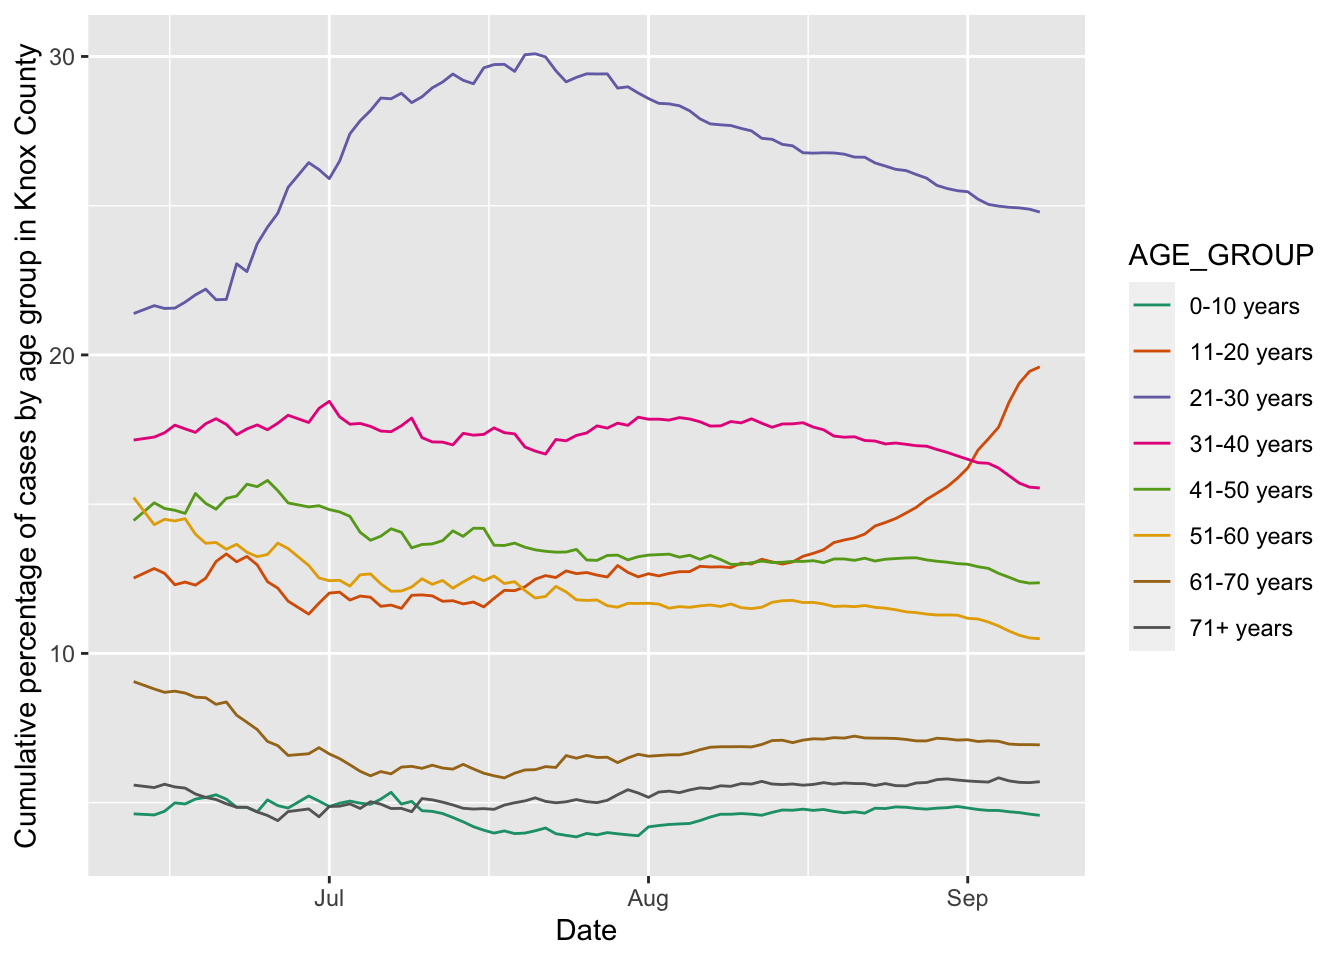 Cumulative percentage of cases by age group in Knox County
30
20
10
Jul
Aug
Sep
Date
AGE_GROUP
0-10 years
11-20 years
21-30 years
31-40 years
41-50 years
51-60 years
61-70 years
71+ years